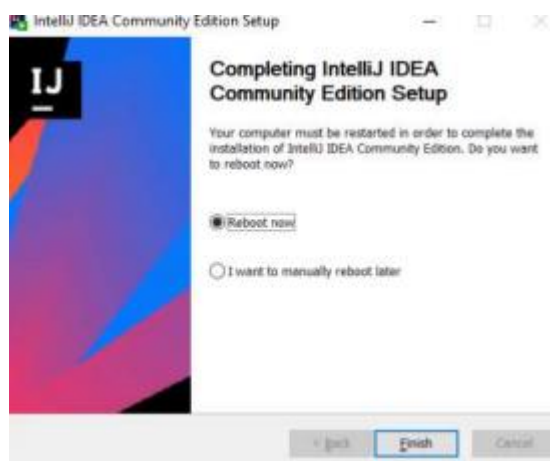 IntelliJ IDEA Community Edition Setup
IJ
Completing IntelliJ IDEA
Community Edition Setup
Your computer must be restarted in order to complete the
installation of IntelliJ IDEA Community Edition. Do you want
to reboot now?
Reboot now
I want to manually reboot later
< Back
Finish
Cancel